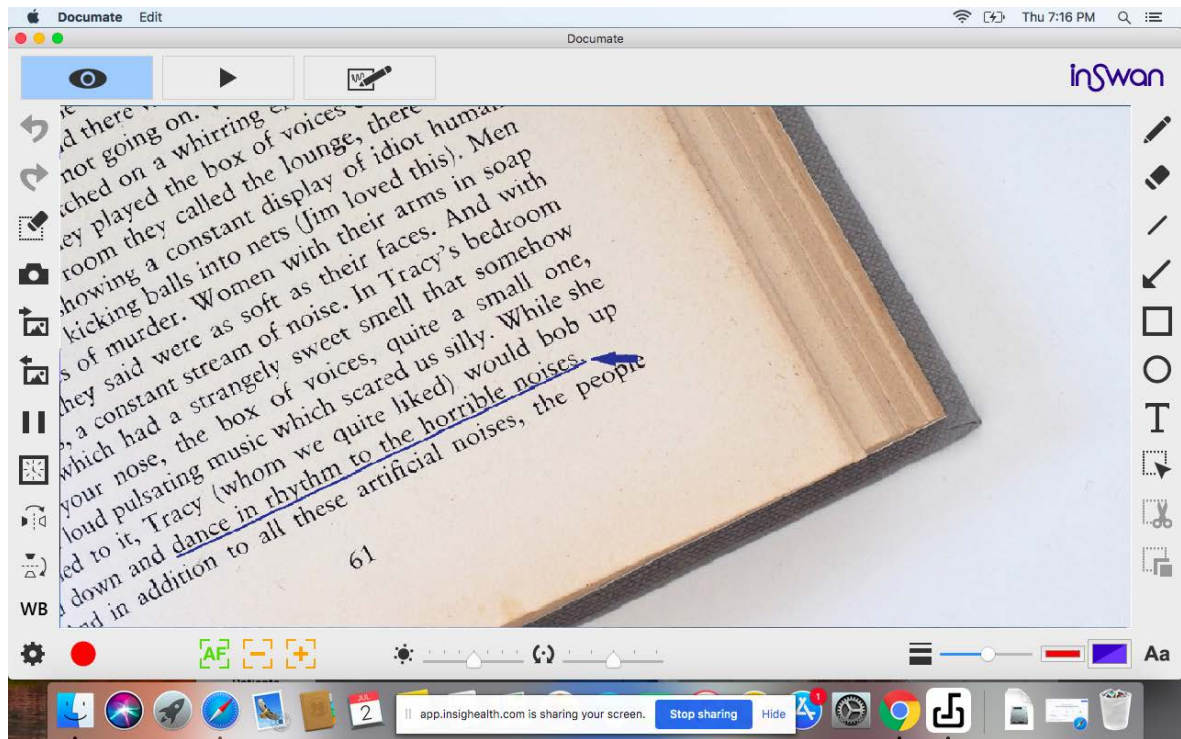 Documate Edit
Thu 7:16 PM
Documate
inSwan
d there
not going on.
ched on a whirring
ey played the box of voices
room they called the lounge, there
howing a constant display of idiot human
kicking balls into nets (Jim loved this). Men
s of murder. Women with their arms in soap
they said were as soft as their faces. And with
, a constant stream of noise. In Tracy's bedroom
which had a strangely sweet smell that somehow
your nose, the box of voices, quite a small one,
loud pulsating music which scared us silly. While she
ed to it, Tracy (whom we quite liked) would bob up
down and dance in rhythm to the horrible noises.
nd in addition to all these artificial noises, the people
61
T
WB
AF
Aa
JUL
2
app.insighealth.com is sharing your screen.
Stop sharing
Hide
1